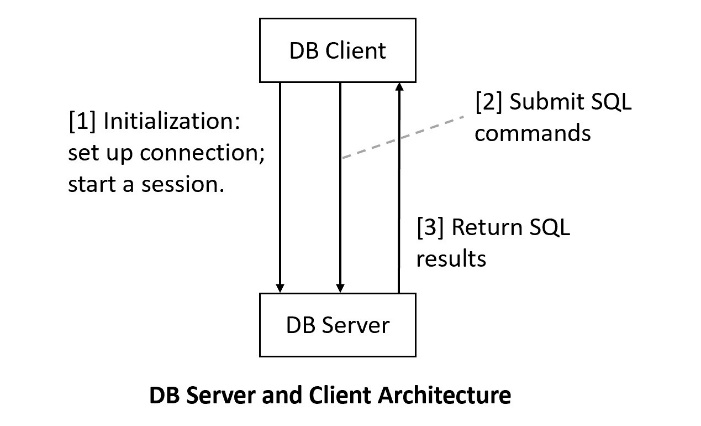 DB Client
[1] Initialization:
set up connection;
start a session.
[2] Submit SQL
commands
[3] Return SQL
results
DB Server
DB Server and Client Architecture